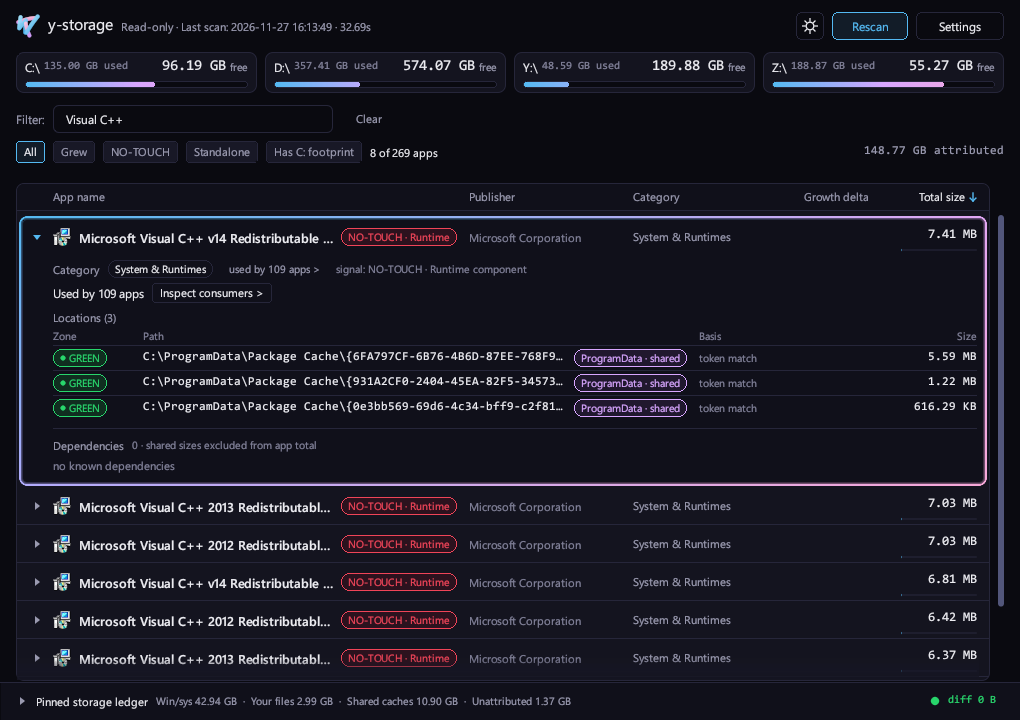 y-storage Read-only · Last scan: 2026-11-27 16:13:49 · 32.69s Rescan Settings
C:\ 135.00 GB used 96.19 GB free D:\ 357.41 GB used 574.07 GB free Y:\ 48.59 GB used 189.88 GB free Z:\ 188.87 GB used 55.27 GB free
Filter: Visual C++ Clear
All Grew NO-TOUCH Standalone Has C: footprint 8 of 269 apps 148.77 GB attributed
App name Publisher Category Growth delta Total size ↓
Microsoft Visual C++ v14 Redistributable ... NO-TOUCH · Runtime Microsoft Corporation System & Runtimes 7.41 MB
Category System & Runtimes used by 109 apps > signal: NO-TOUCH · Runtime component
Used by 109 apps Inspect consumers >
Locations (3)
Zone Path Basis Size
GREEN C:\ProgramData\Package Cache\{6FA797CF-6B76-4B6D-87EE-768F9… ProgramData · shared token match 5.59 MB
GREEN C:\ProgramData\Package Cache\{931A2CF0-2404-45EA-82F5-34573… ProgramData · shared token match 1.22 MB
GREEN C:\ProgramData\Package Cache\{0e3bb569-69d6-4c34-bff9-c2f81… ProgramData · shared token match 616.29 KB
Dependencies 0 · shared sizes excluded from app total
no known dependencies
Microsoft Visual C++ 2013 Redistributabl... NO-TOUCH · Runtime Microsoft Corporation System & Runtimes 7.03 MB
Microsoft Visual C++ 2012 Redistributabl... NO-TOUCH · Runtime Microsoft Corporation System & Runtimes 7.03 MB
Microsoft Visual C++ v14 Redistributable ... NO-TOUCH · Runtime Microsoft Corporation System & Runtimes 6.81 MB
Microsoft Visual C++ 2012 Redistributabl... NO-TOUCH · Runtime Microsoft Corporation System & Runtimes 6.42 MB
Microsoft Visual C++ 2013 Redistributabl... NO-TOUCH · Runtime Microsoft Corporation System & Runtimes 6.37 MB
Pinned storage ledger Win/sys 42.94 GB · Your files 2.99 GB · Shared caches 10.90 GB · Unattributed 1.37 GB diff 0 B